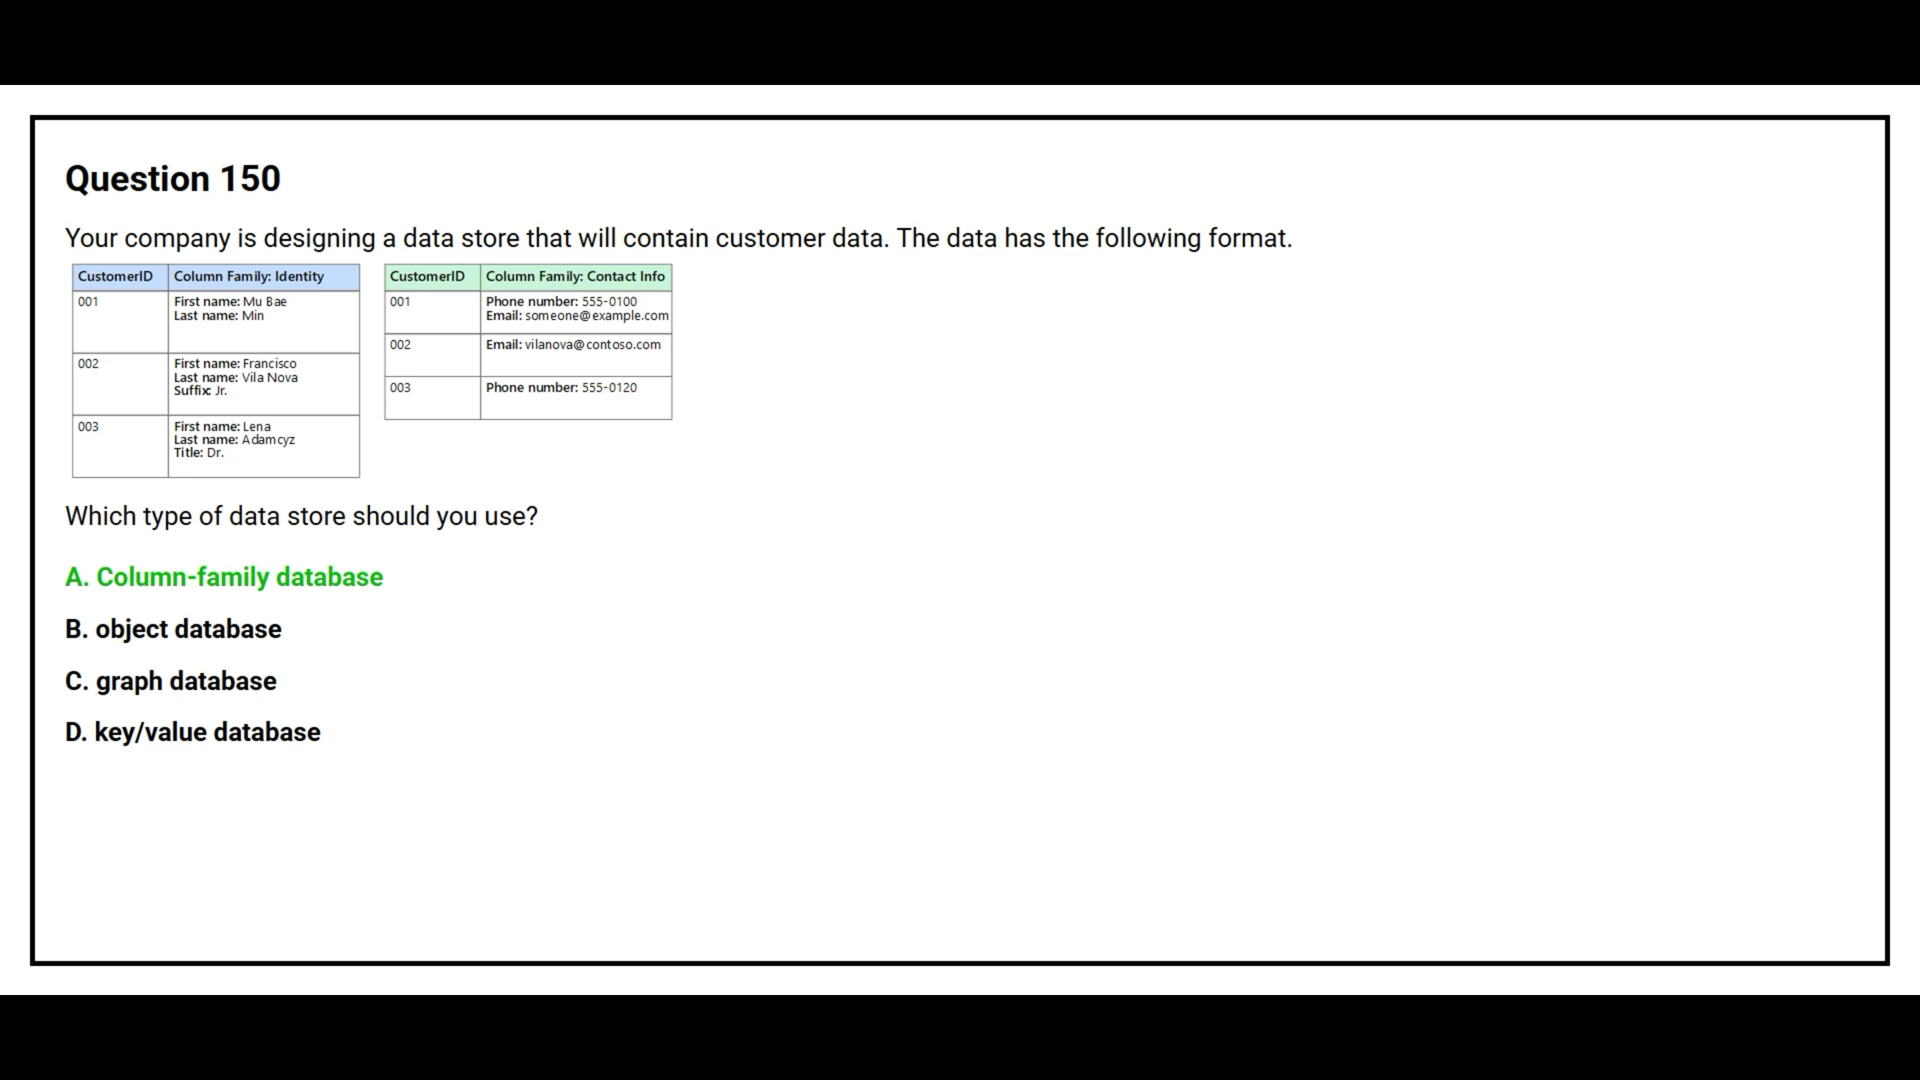 Question 150
Your company is designing a data store that will contain customer data. The data has the following format.
CustomerID Column Family: Identity
001 First name: Mu Bae
Last name: Min
002 First name: Francisco
Last name: Vila Nova
Suffix: Jr.
003 First name: Lena
Last name: Adamcyz
Title: Dr.
CustomerID Column Family: Contact Info
001 Phone number: 555-0100
Email: someone@example.com
002 Email: vilanova@contoso.com
003 Phone number: 555-0120
Which type of data store should you use?
A. Column-family database
B. object database
C. graph database
D. key/value database